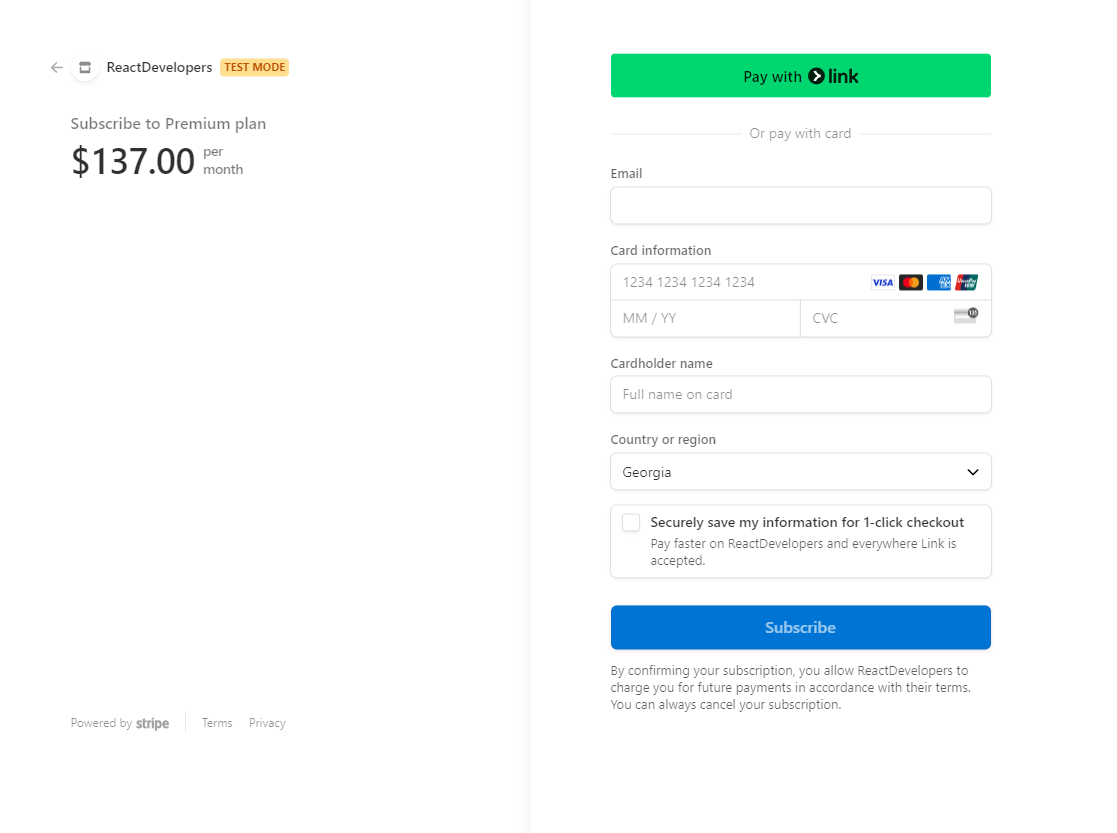 ReactDevelopers TEST MODE
Subscribe to Premium plan
$137.00 per
month
Powered by stripe Terms Privacy
Pay with link
Or pay with card
Email
Card information
1234 1234 1234 1234 VISA
MM / YY CVC
Cardholder name
Full name on card
Country or region
Georgia
Securely save my information for 1-click checkout
Pay faster on ReactDevelopers and everywhere Link is
accepted.
Subscribe
By confirming your subscription, you allow ReactDevelopers to
charge you for future payments in accordance with their terms.
You can always cancel your subscription.